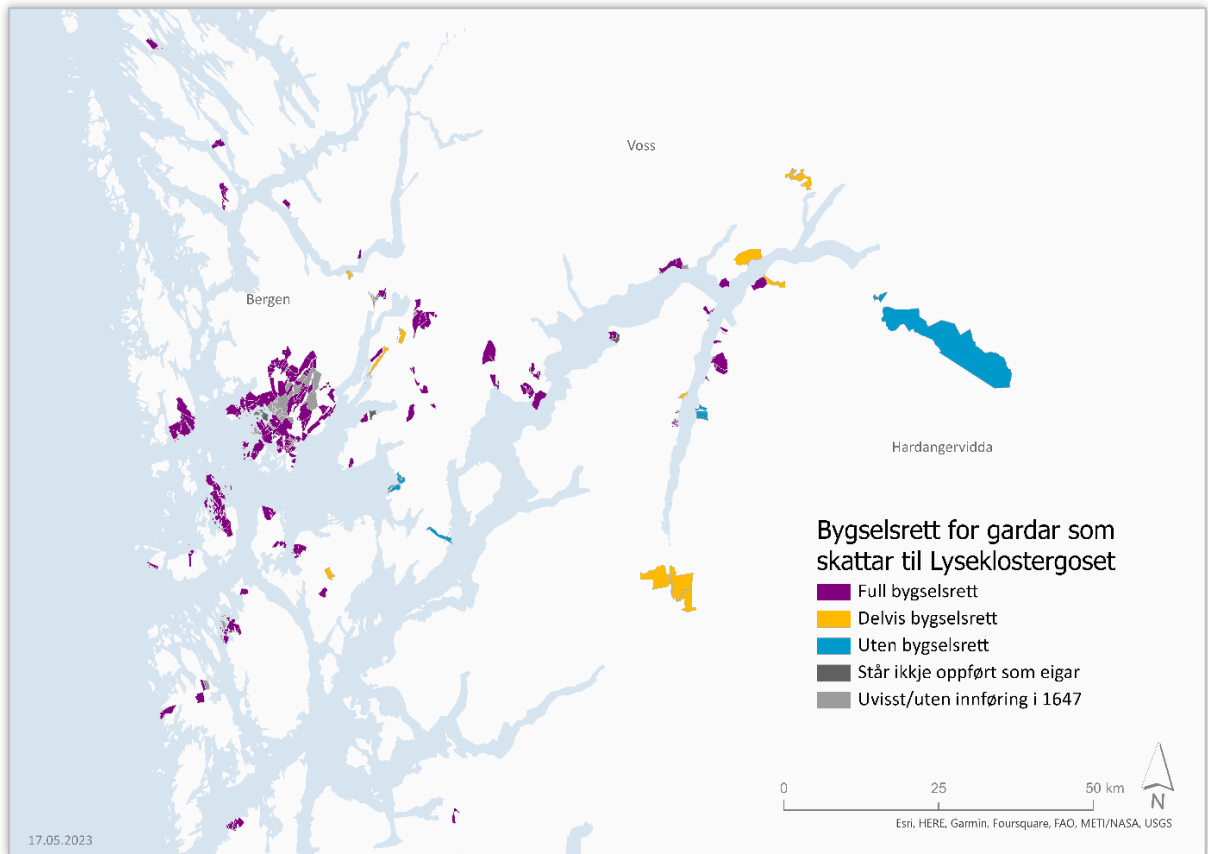 Voss
Bergen
Hardangervidda
Bygselsrett for gardar som
skattar til Lyseklostergoset
Full bygselsrett
Delvis bygselsrett
Uten bygselsrett
Står ikkje oppført som eigar
Uvisst/uten innføring i 1647
0 25 50 km
N
Esri, HERE, Garmin, Foursquare, FAO, METI/NASA, USGS
17.05.2023